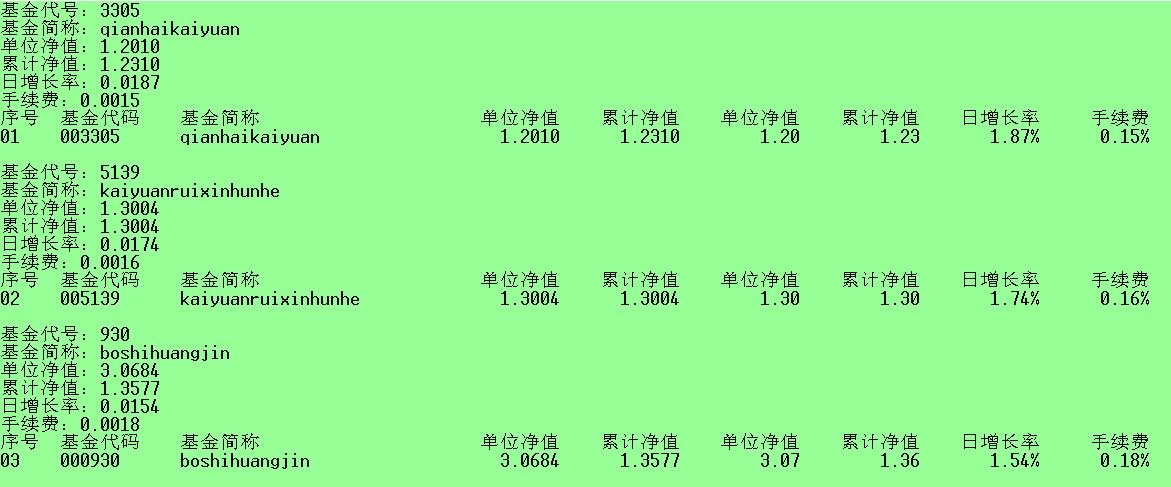 基金代号：3305
基金简称：qianhaikaiyuan
单位净值：1.2010
累计净值：1.2310
日增长率：0.0187
手续费：0.0015
序号 基金代码 基金简称 单位净值 累计净值 单位净值 累计净值 日增长率 手续费
01 003305 qianhaikaiyuan 1.2010 1.2310 1.20 1.23 1.87% 0.15%
基金代号：5139
基金简称：kaiyuanruixinhunhe
单位净值：1.3004
累计净值：1.3004
日增长率：0.0174
手续费：0.0016
序号 基金代码 基金简称 单位净值 累计净值 单位净值 累计净值 日增长率 手续费
02 005139 kaiyuanruixinhunhe 1.3004 1.3004 1.30 1.30 1.74% 0.16%
基金代号：930
基金简称：boshihuangjin
单位净值：3.0684
累计净值：1.3577
日增长率：0.0154
手续费：0.0018
序号 基金代码 基金简称 单位净值 累计净值 单位净值 累计净值 日增长率 手续费
03 000930 boshihuangjin 3.0684 1.3577 3.07 1.36 1.54% 0.18%